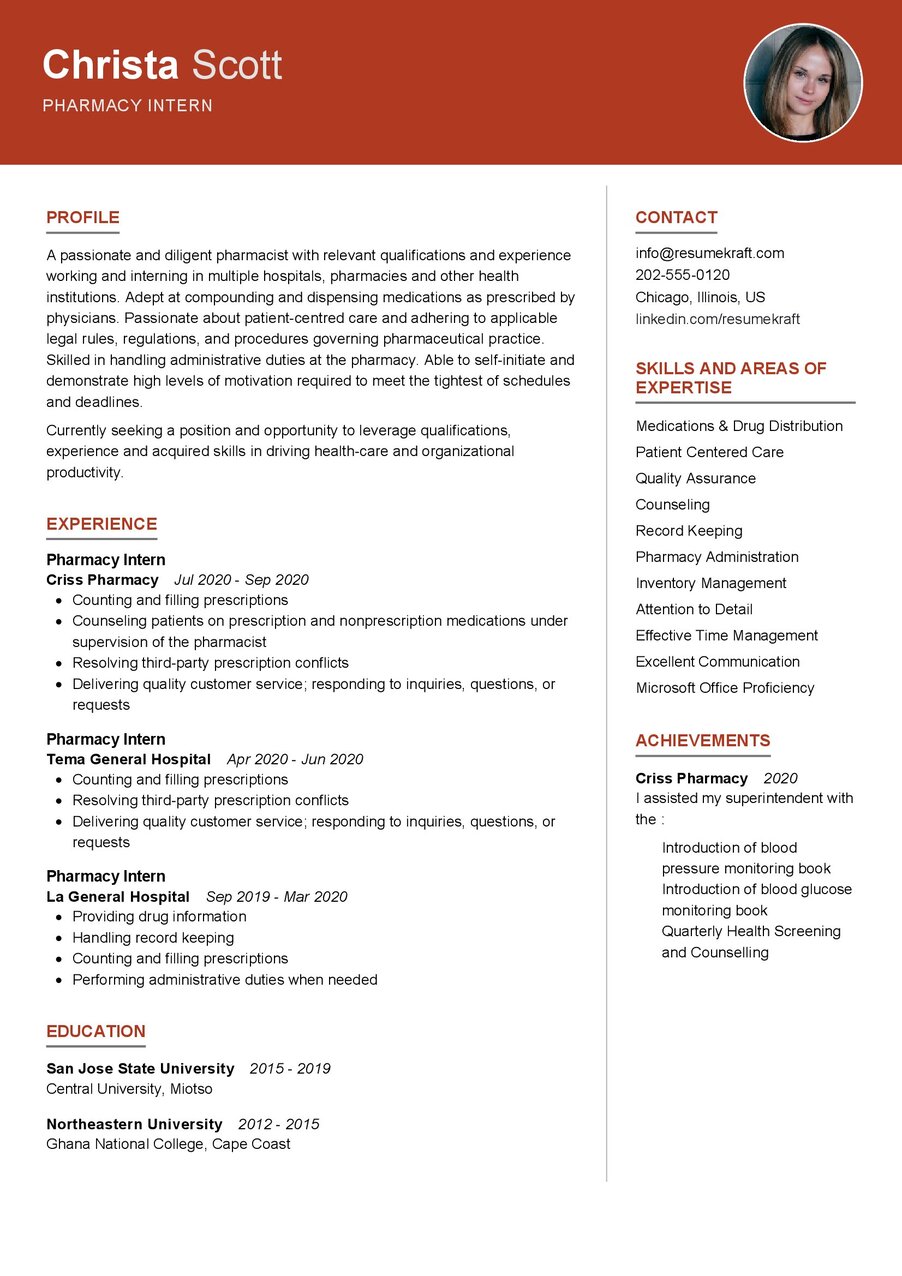 Christa Scott
PHARMACY INTERN
PROFILE
A passionate and diligent pharmacist with relevant qualifications and experience
working and interning in multiple hospitals, pharmacies and other health
institutions. Adept at compounding and dispensing medications as prescribed by
physicians. Passionate about patient-centred care and adhering to applicable
legal rules, regulations, and procedures governing pharmaceutical practice.
Skilled in handling administrative duties at the pharmacy. Able to self-initiate and
demonstrate high levels of motivation required to meet the tightest of schedules
and deadlines.
Currently seeking a position and opportunity to leverage qualifications,
experience and acquired skills in driving health-care and organizational
productivity.
EXPERIENCE
Pharmacy Intern
Criss Pharmacy Jul 2020 - Sep 2020
• Counting and filling prescriptions
• Counseling patients on prescription and nonprescription medications under
supervision of the pharmacist
• Resolving third-party prescription conflicts
• Delivering quality customer service; responding to inquiries, questions, or
requests
Pharmacy Intern
Tema General Hospital Apr 2020 - Jun 2020
• Counting and filling prescriptions
• Resolving third-party prescription conflicts
• Delivering quality customer service; responding to inquiries, questions, or
requests
Pharmacy Intern
La General Hospital Sep 2019 - Mar 2020
• Providing drug information
• Handling record keeping
• Counting and filling prescriptions
• Performing administrative duties when needed
EDUCATION
San Jose State University 2015 - 2019
Central University, Miotso
Northeastern University 2012 - 2015
Ghana National College, Cape Coast
CONTACT
info@resumekraft.com
202-555-0120
Chicago, Illinois, US
linkedin.com/resumekraft
SKILLS AND AREAS OF
EXPERTISE
Medications & Drug Distribution
Patient Centered Care
Quality Assurance
Counseling
Record Keeping
Pharmacy Administration
Inventory Management
Attention to Detail
Effective Time Management
Excellent Communication
Microsoft Office Proficiency
ACHIEVEMENTS
Criss Pharmacy 2020
I assisted my superintendent with
the :
Introduction of blood
pressure monitoring book
Introduction of blood glucose
monitoring book
Quarterly Health Screening
and Counselling